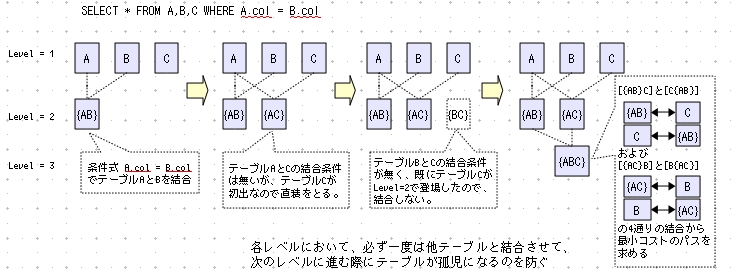 SELECT * FROM A,B,C WHERE A.col = B.col
Level = 1
A B C
A B C
A B C
A B C
Level = 2
{AB}
{AB} {AC}
{AB} {AC} {BC}
{AB} {AC}
Level = 3
{ABC}
条件式 A.col = B.col
でテーブルAとBを結合
テーブルAとCの結合条件
は無いが、テーブルCが
初出なので直積をとる。
テーブルBとCの結合条件
が無く、既にテーブルCが
Level=2で登場したので、
結合しない。
[{AB}C]と[C{AB}]
{AB} C
C {AB}
および
[{AC}B]と[B{AC}]
{AC} B
B {AC}
の4通りの結合から
最小コストのパスを
求める
各レベルにおいて、必ず一度は他テーブルと結合させて、
次のレベルに進む際にテーブルが孤児になるのを防ぐ